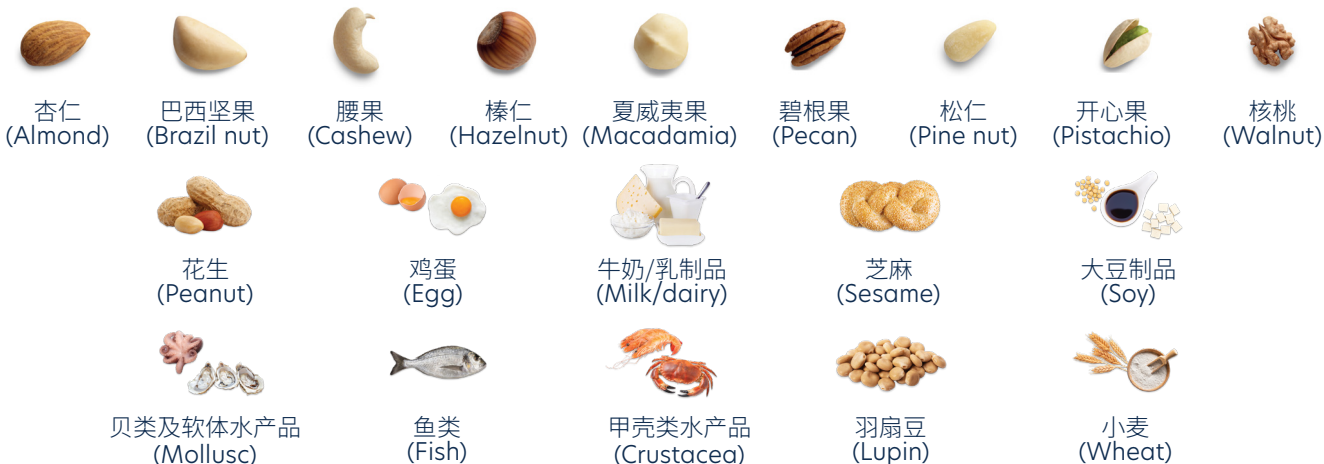 杏仁
(Almond)
巴西坚果
(Brazil nut)
腰果
(Cashew)
榛仁
(Hazelnut)
夏威夷果
(Macadamia)
碧根果
(Pecan)
松仁
(Pine nut)
开心果
(Pistachio)
核桃
(Walnut)
花生
(Peanut)
鸡蛋
(Egg)
牛奶/乳制品
(Milk/dairy)
芝麻
(Sesame)
大豆制品
(Soy)
贝类及软体水产品
(Mollusc)
鱼类
(Fish)
甲壳类水产品
(Crustacea)
羽扇豆
(Lupin)
小麦
(Wheat)